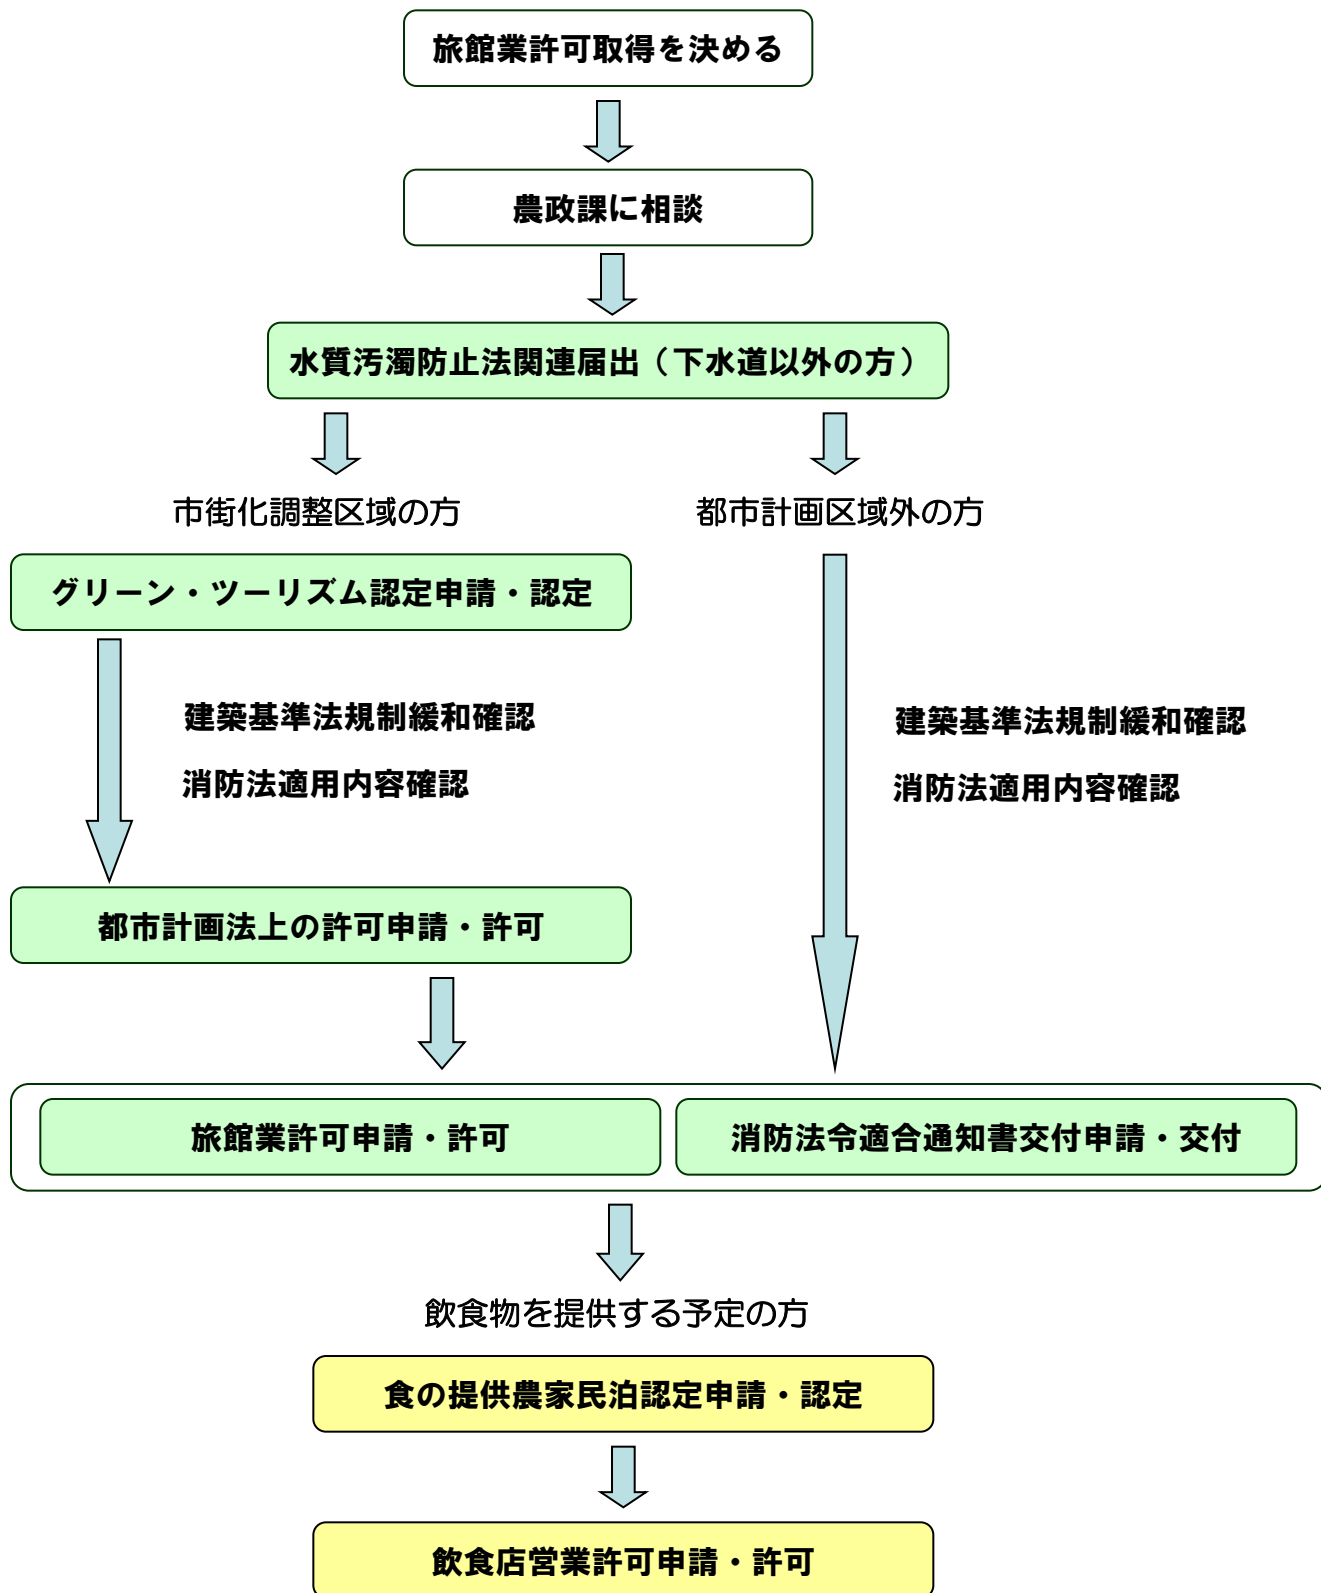 旅館業許可取得を決める
農政課に相談
水質汚濁防止法関連届出（下水道以外の方）
市街化調整区域の方
都市計画区域外の方
グリーン・ツーリズム認定申請・認定
建築基準法規制緩和確認
消防法適用内容確認
建築基準法規制緩和確認
消防法適用内容確認
都市計画法上の許可申請・許可
旅館業許可申請・許可
消防法令適合通知書交付申請・交付
飲食物を提供する予定の方
食の提供農家民泊認定申請・認定
飲食店営業許可申請・許可